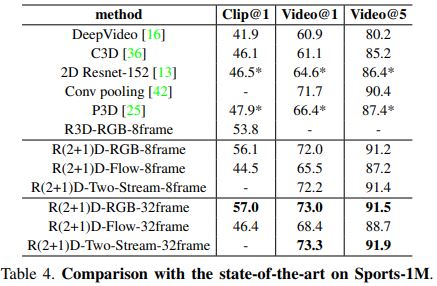 method Clip@1 Video@1 Video@5
DeepVideo [16] 41.9 60.9 80.2
C3D [36] 46.1 61.1 85.2
2D Resnet-152 [13] 46.5* 64.6* 86.4*
Conv pooling [42] - 71.7 90.4
P3D [25] 47.9* 66.4* 87.4*
R3D-RGB-8frame 53.8 - -
R(2+1)D-RGB-8frame 56.1 72.0 91.2
R(2+1)D-Flow-8frame 44.5 65.5 87.2
R(2+1)D-Two-Stream-8frame - 72.2 91.4
R(2+1)D-RGB-32frame 57.0 73.0 91.5
R(2+1)D-Flow-32frame 46.4 68.4 88.7
R(2+1)D-Two-Stream-32frame - 73.3 91.9
Table 4. Comparison with the state-of-the-art on Sports-1M.